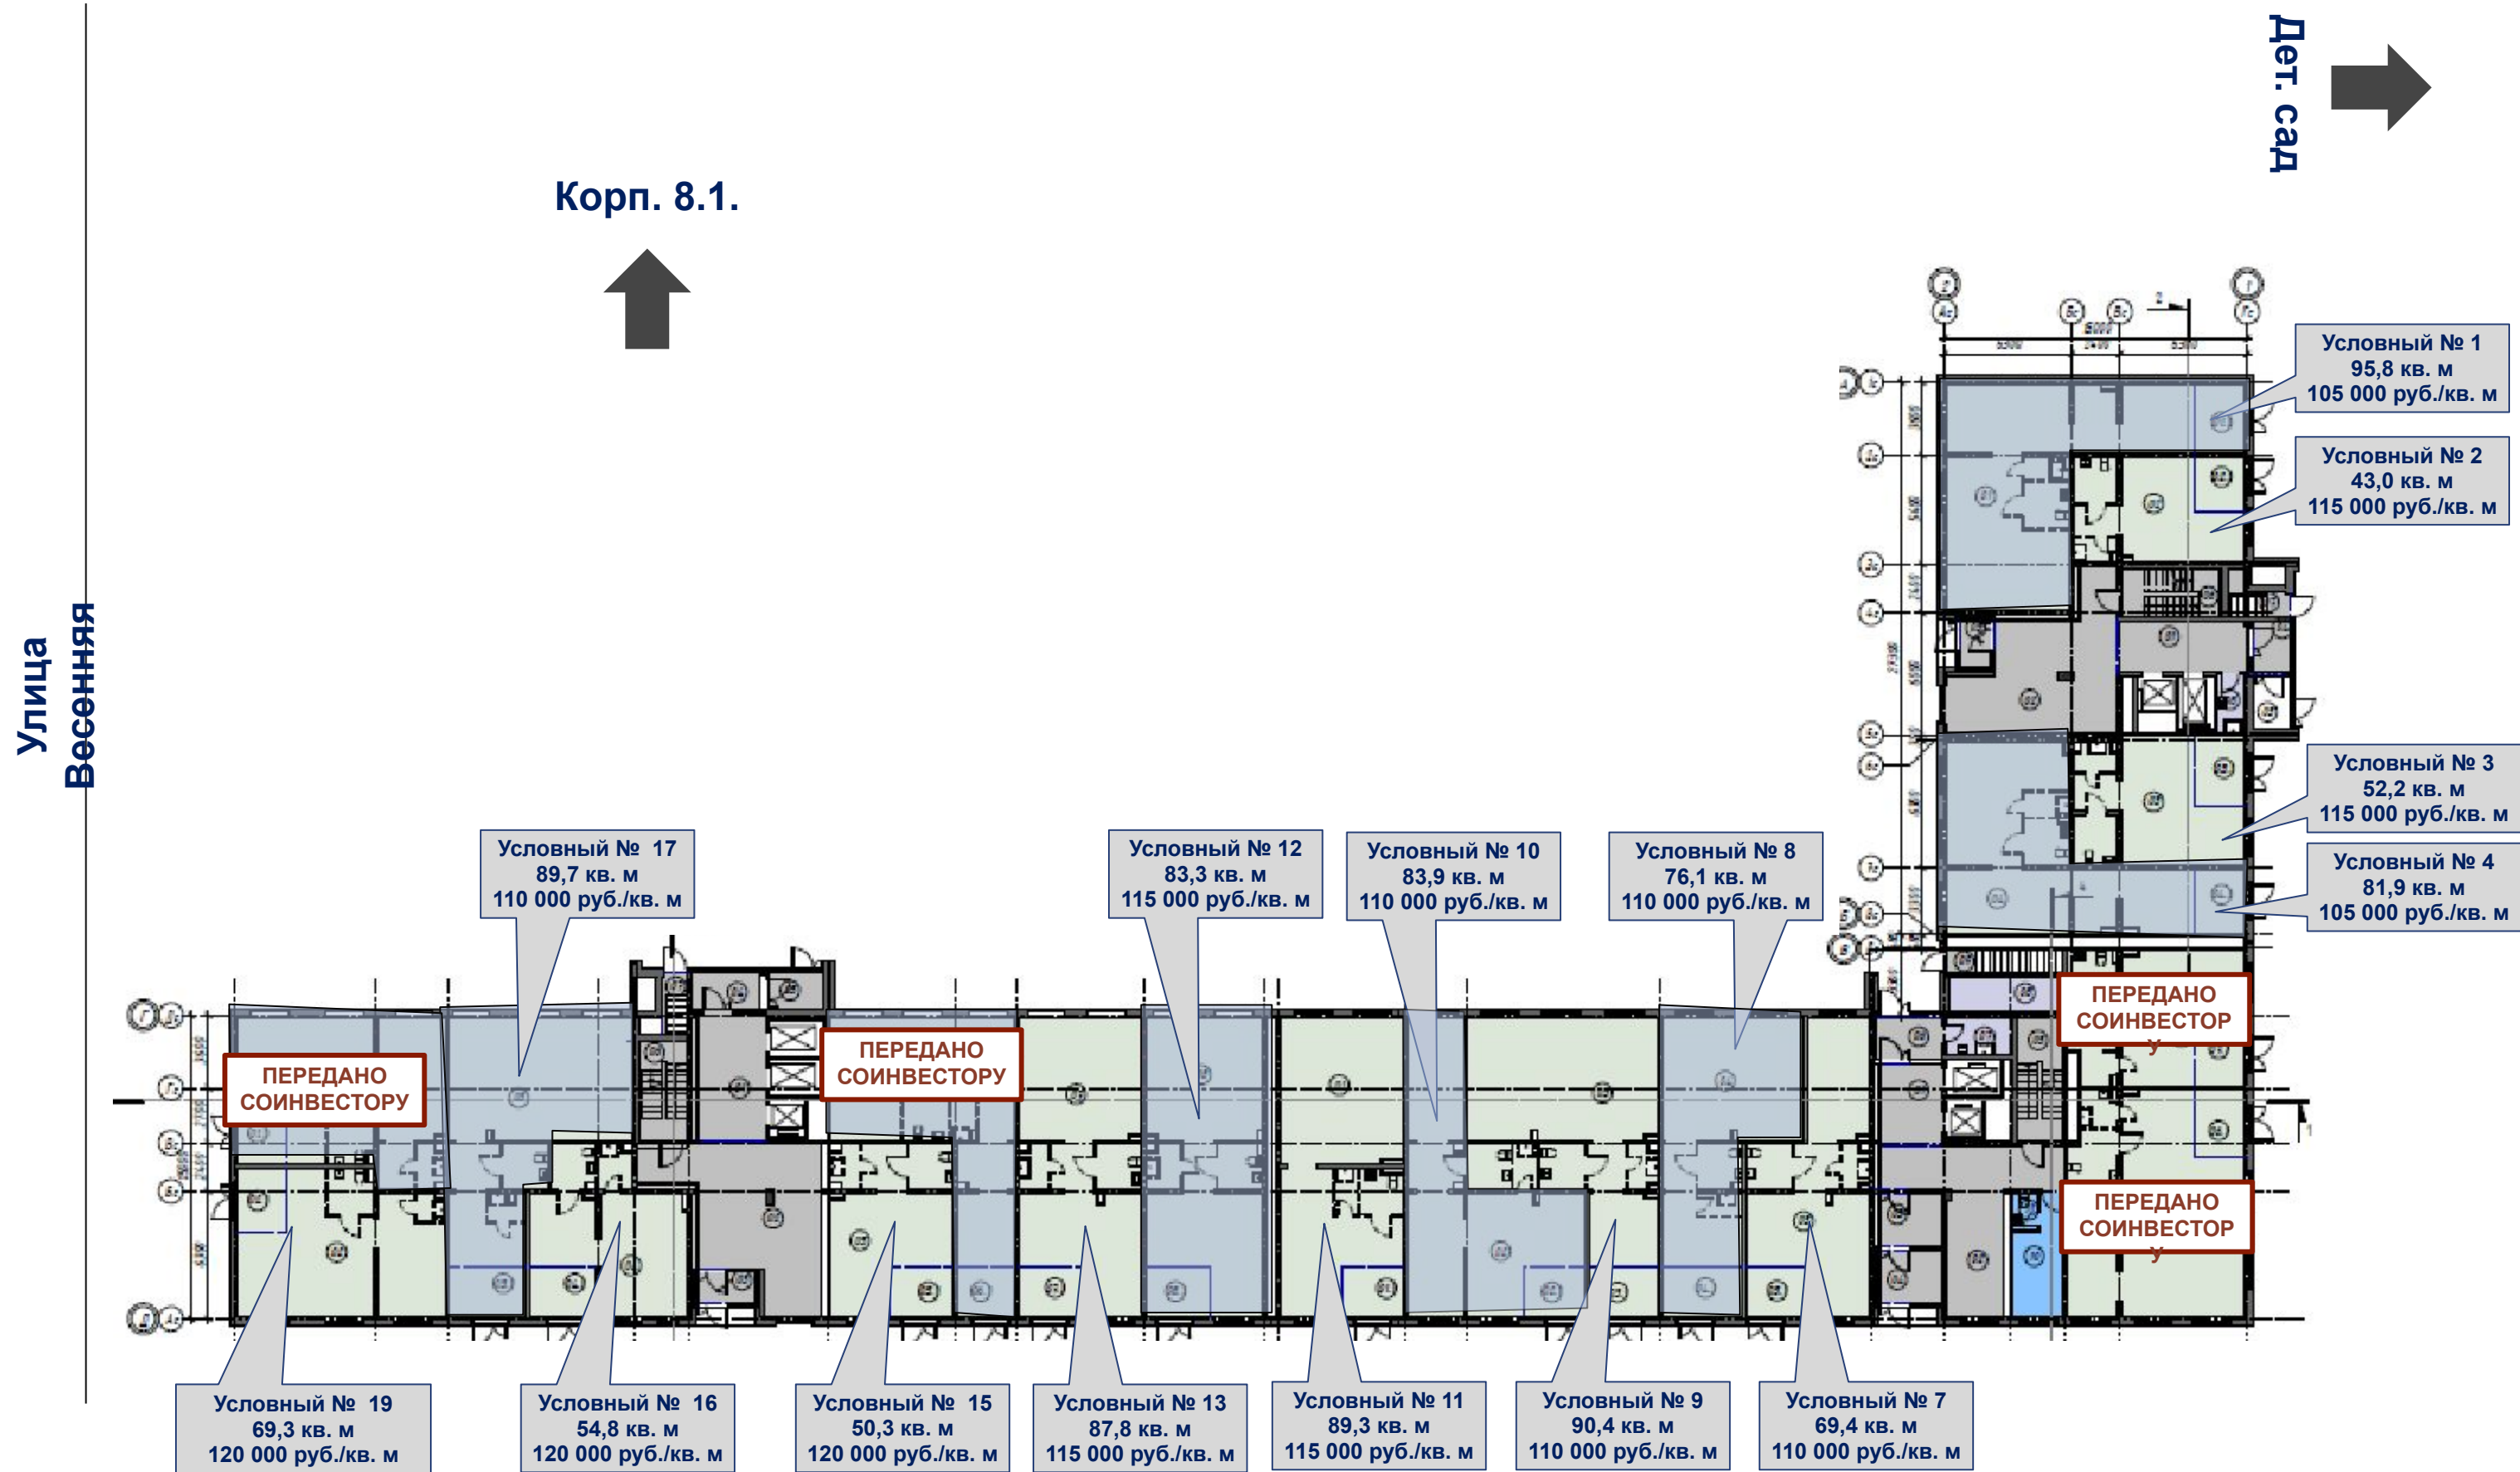 Дет. сад
Корп. 8.1.
Улица
Весенняя
Условный № 1
95,8 кв. м
105 000 руб./кв. м
Условный № 2
43,0 кв. м
115 000 руб./кв. м
Условный № 3
52,2 кв. м
115 000 руб./кв. м
Условный № 4
81,9 кв. м
105 000 руб./кв. м
Условный № 17
89,7 кв. м
110 000 руб./кв. м
Условный № 12
83,3 кв. м
115 000 руб./кв. м
Условный № 10
83,9 кв. м
110 000 руб./кв. м
Условный № 8
76,1 кв. м
110 000 руб./кв. м
ПЕРЕДАНО
СОИНВЕСТОРУ
ПЕРЕДАНО
СОИНВЕСТОРУ
ПЕРЕДАНО
СОИНВЕСТОР
У
ПЕРЕДАНО
СОИНВЕСТОР
У
Условный № 19
69,3 кв. м
120 000 руб./кв. м
Условный № 16
54,8 кв. м
120 000 руб./кв. м
Условный № 15
50,3 кв. м
120 000 руб./кв. м
Условный № 13
87,8 кв. м
115 000 руб./кв. м
Условный № 11
89,3 кв. м
115 000 руб./кв. м
Условный № 9
90,4 кв. м
110 000 руб./кв. м
Условный № 7
69,4 кв. м
110 000 руб./кв. м